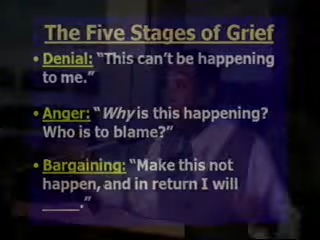 The Five Stages of Grief
• Denial: “This can’t be happening
to me.”
• Anger: “Why is this happening?
Who is to blame?”
• Bargaining: “Make this not
happen, and in return I will
_____.”